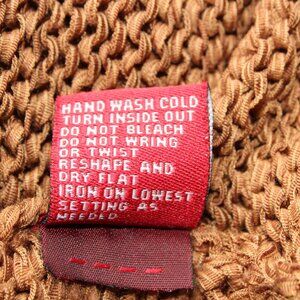 HAND WASH COLD
TURN INSIDE OUT
DO NOT BLEACH
DO NOT WRING
OR TWIST
RESHAPE AND
DRY FLAT
IRON ON LOWEST
SETTING AS
NEEDED